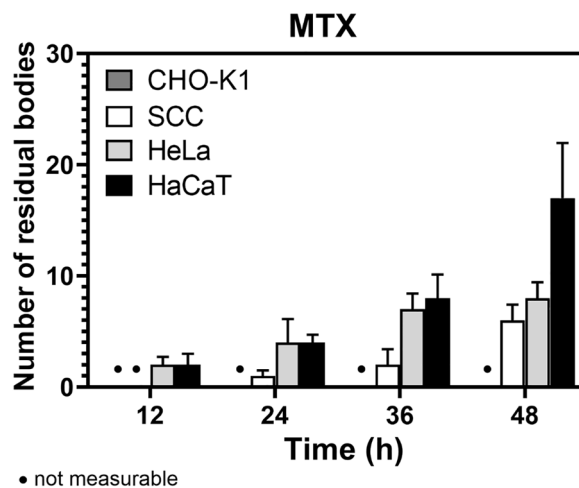 MTX
Number of residual bodies
30
20
10
0
CHO-K1
SCC
HeLa
HaCaT
12 24 36 48
Time (h)
• not measurable